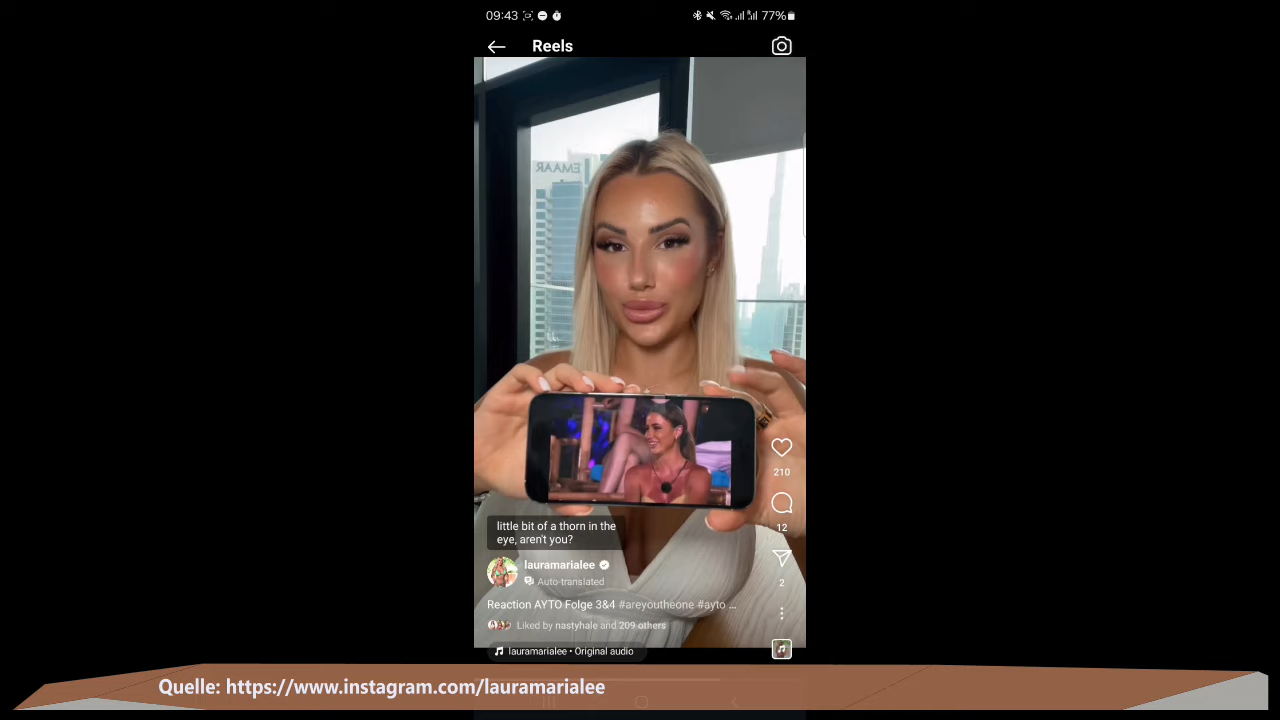 09:43
77%
Reels
EMAAR
210
12
little bit of a thorn in the
eye, aren't you?
lauramarialee
Auto-translated
2
Reaction AYTO Folge 3&4 #areyoutheone #ayto ...
Liked by nastyhale and 209 others
lauramarialee • Original audio
Quelle: https://www.instagram.com/lauramarialee